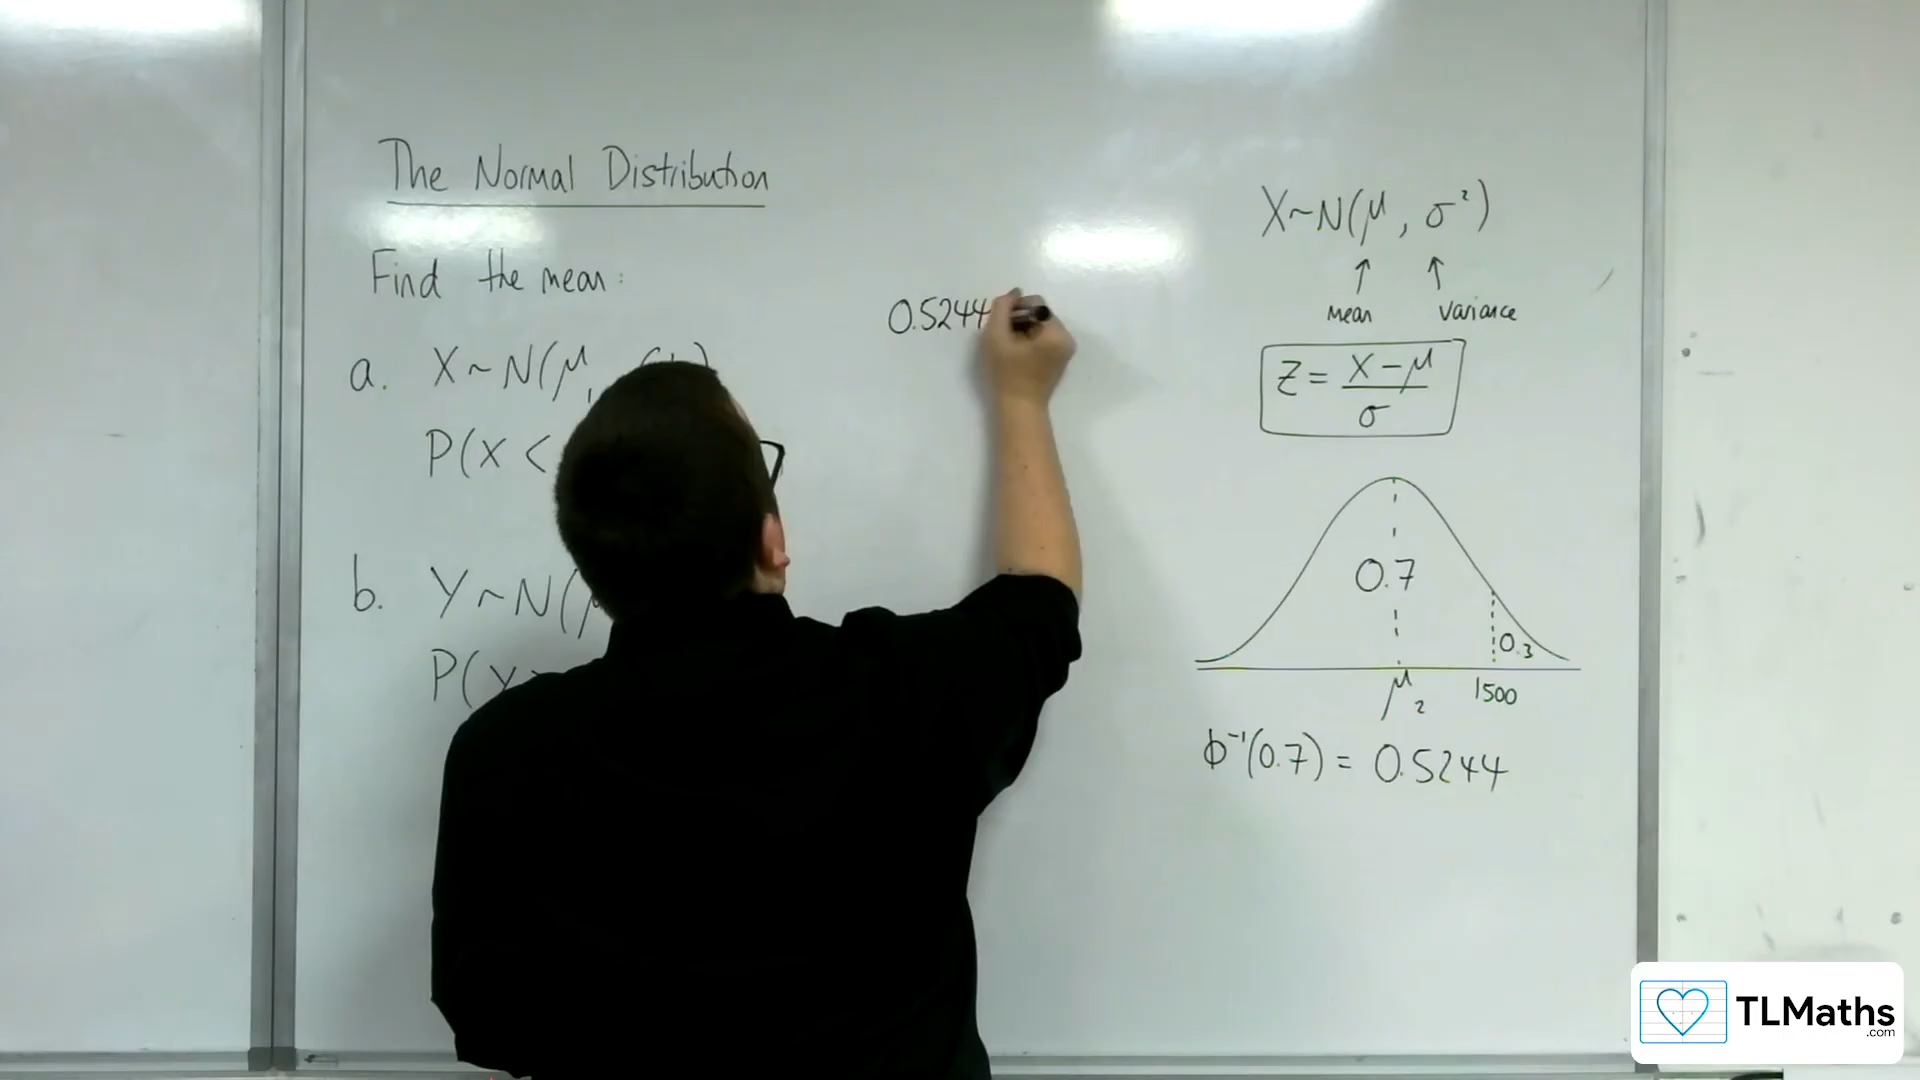 The Normal Distribution
Find the mean:
a. X ~ N(μ,
P(X <
b. Y ~ N(μ
P(Y >
0.5244
X~N(μ, σ²)
↑ ↑
mean variance
Z = X - μ
σ
0.7
0.3
μ₂ 1500
Φ⁻¹(0.7) = 0.5244
TLMaths
.com